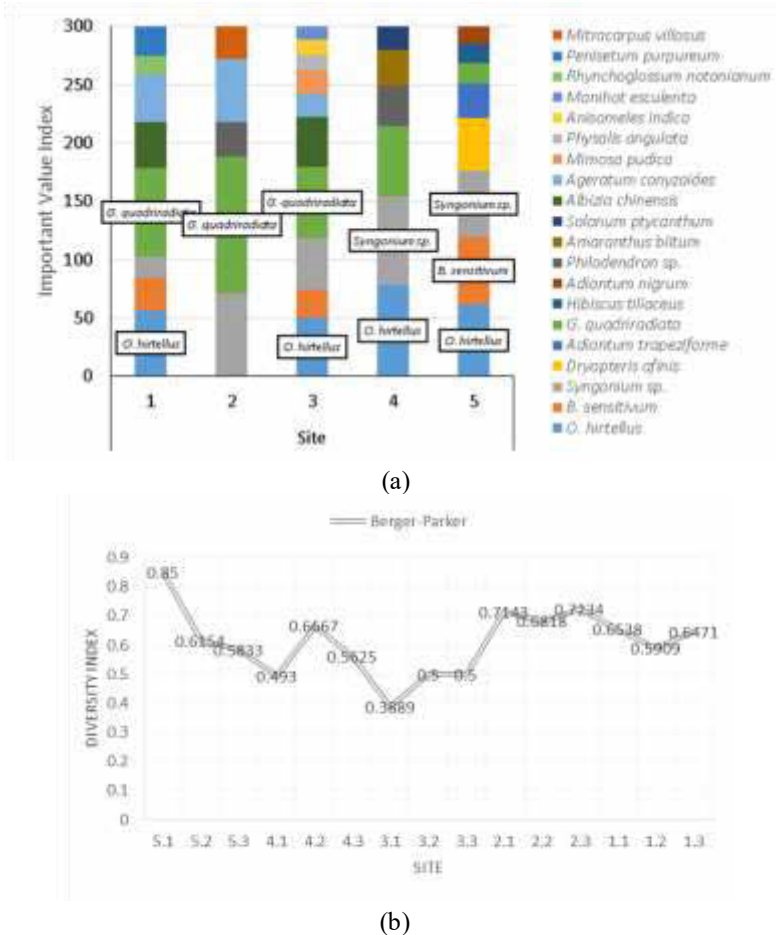 300
250
200
150
100
50
0
Important Value Index
G. quadriradiata
O. hirtellus
G. quadriradiata
G. quadriradiata
O. hirtellus
Syngonium sp.
O. hirtellus
Syngonium sp.
B. sensitivum
O. hirtellus
1 2 3 4 5
Site
Mitracarpus villosus
Penisetum purpureum
Rhynchoglossum notonianum
Manihot esculenta
Anisomeles indica
Physalis angulata
Mimosa pudica
Ageratum conyzoides
Albizia chinensis
Solanum ptycanthum
Amaranthus blitum
Philodendron sp.
Adiantum nigrum
Hibiscus tiliaceus
G. quadriradiata
Adiantum trapeziforme
Dryopteris afinis
Syngonium sp.
B. sensitivum
O. hirtellus
(a)
Berger-Parker
0.9
0.8
0.7
0.6
0.5
0.4
0.3
0.2
0.1
0
DIVERSITY INDEX
0.85
0.6154
0.5833
0.493
0.6667
0.5625
0.3889
0.5
0.5
0.7143
0.6818
0.7234
0.6538
0.5909
0.6471
5.1 5.2 5.3 4.1 4.2 4.3 3.1 3.2 3.3 2.1 2.2 2.3 1.1 1.2 1.3
SITE
(b)